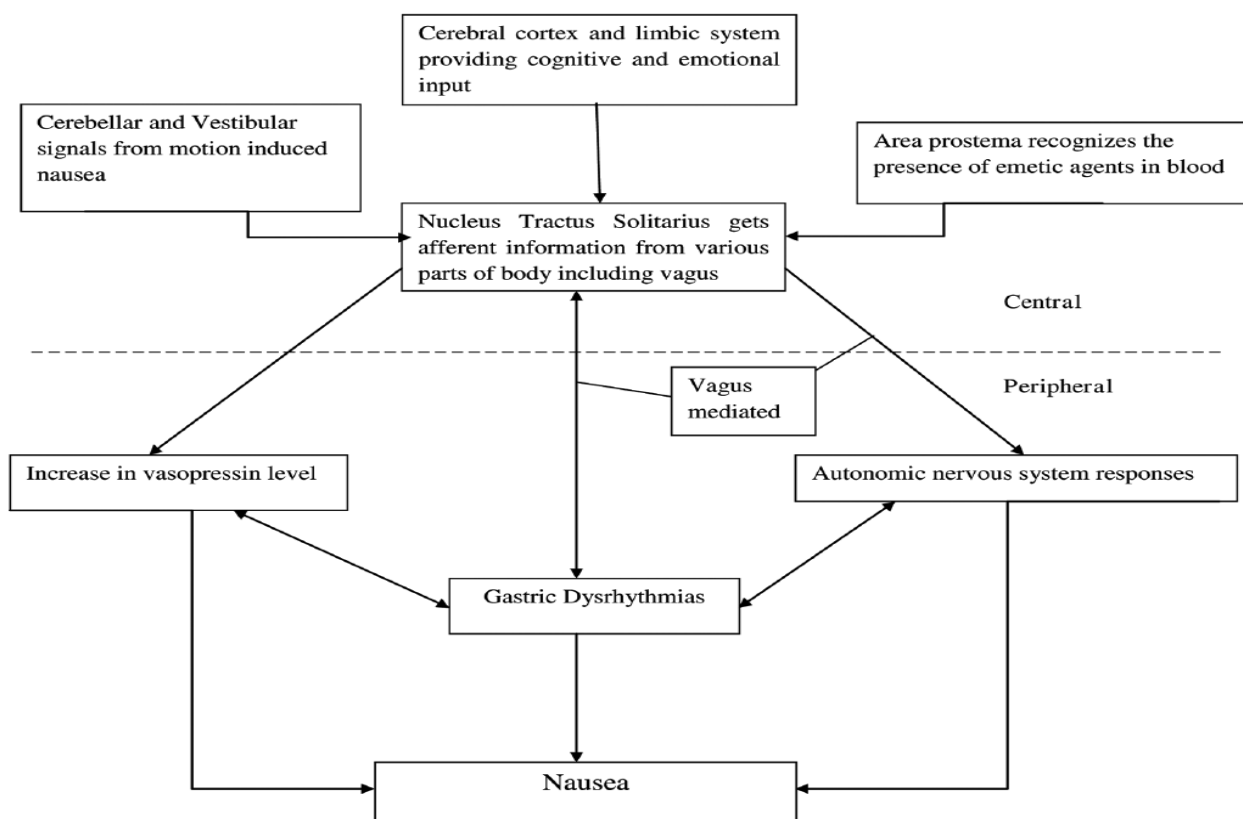 Cerebral cortex and limbic system
providing cognitive and emotional
input
Cerebellar and Vestibular
signals from motion induced
nausea
Area prostema recognizes the
presence of emetic agents in blood
Nucleus Tractus Solitarius gets
afferent information from various
parts of body including vagus
Central
Vagus
mediated
Peripheral
Increase in vasopressin level
Autonomic nervous system responses
Gastric Dysrhythmias
Nausea